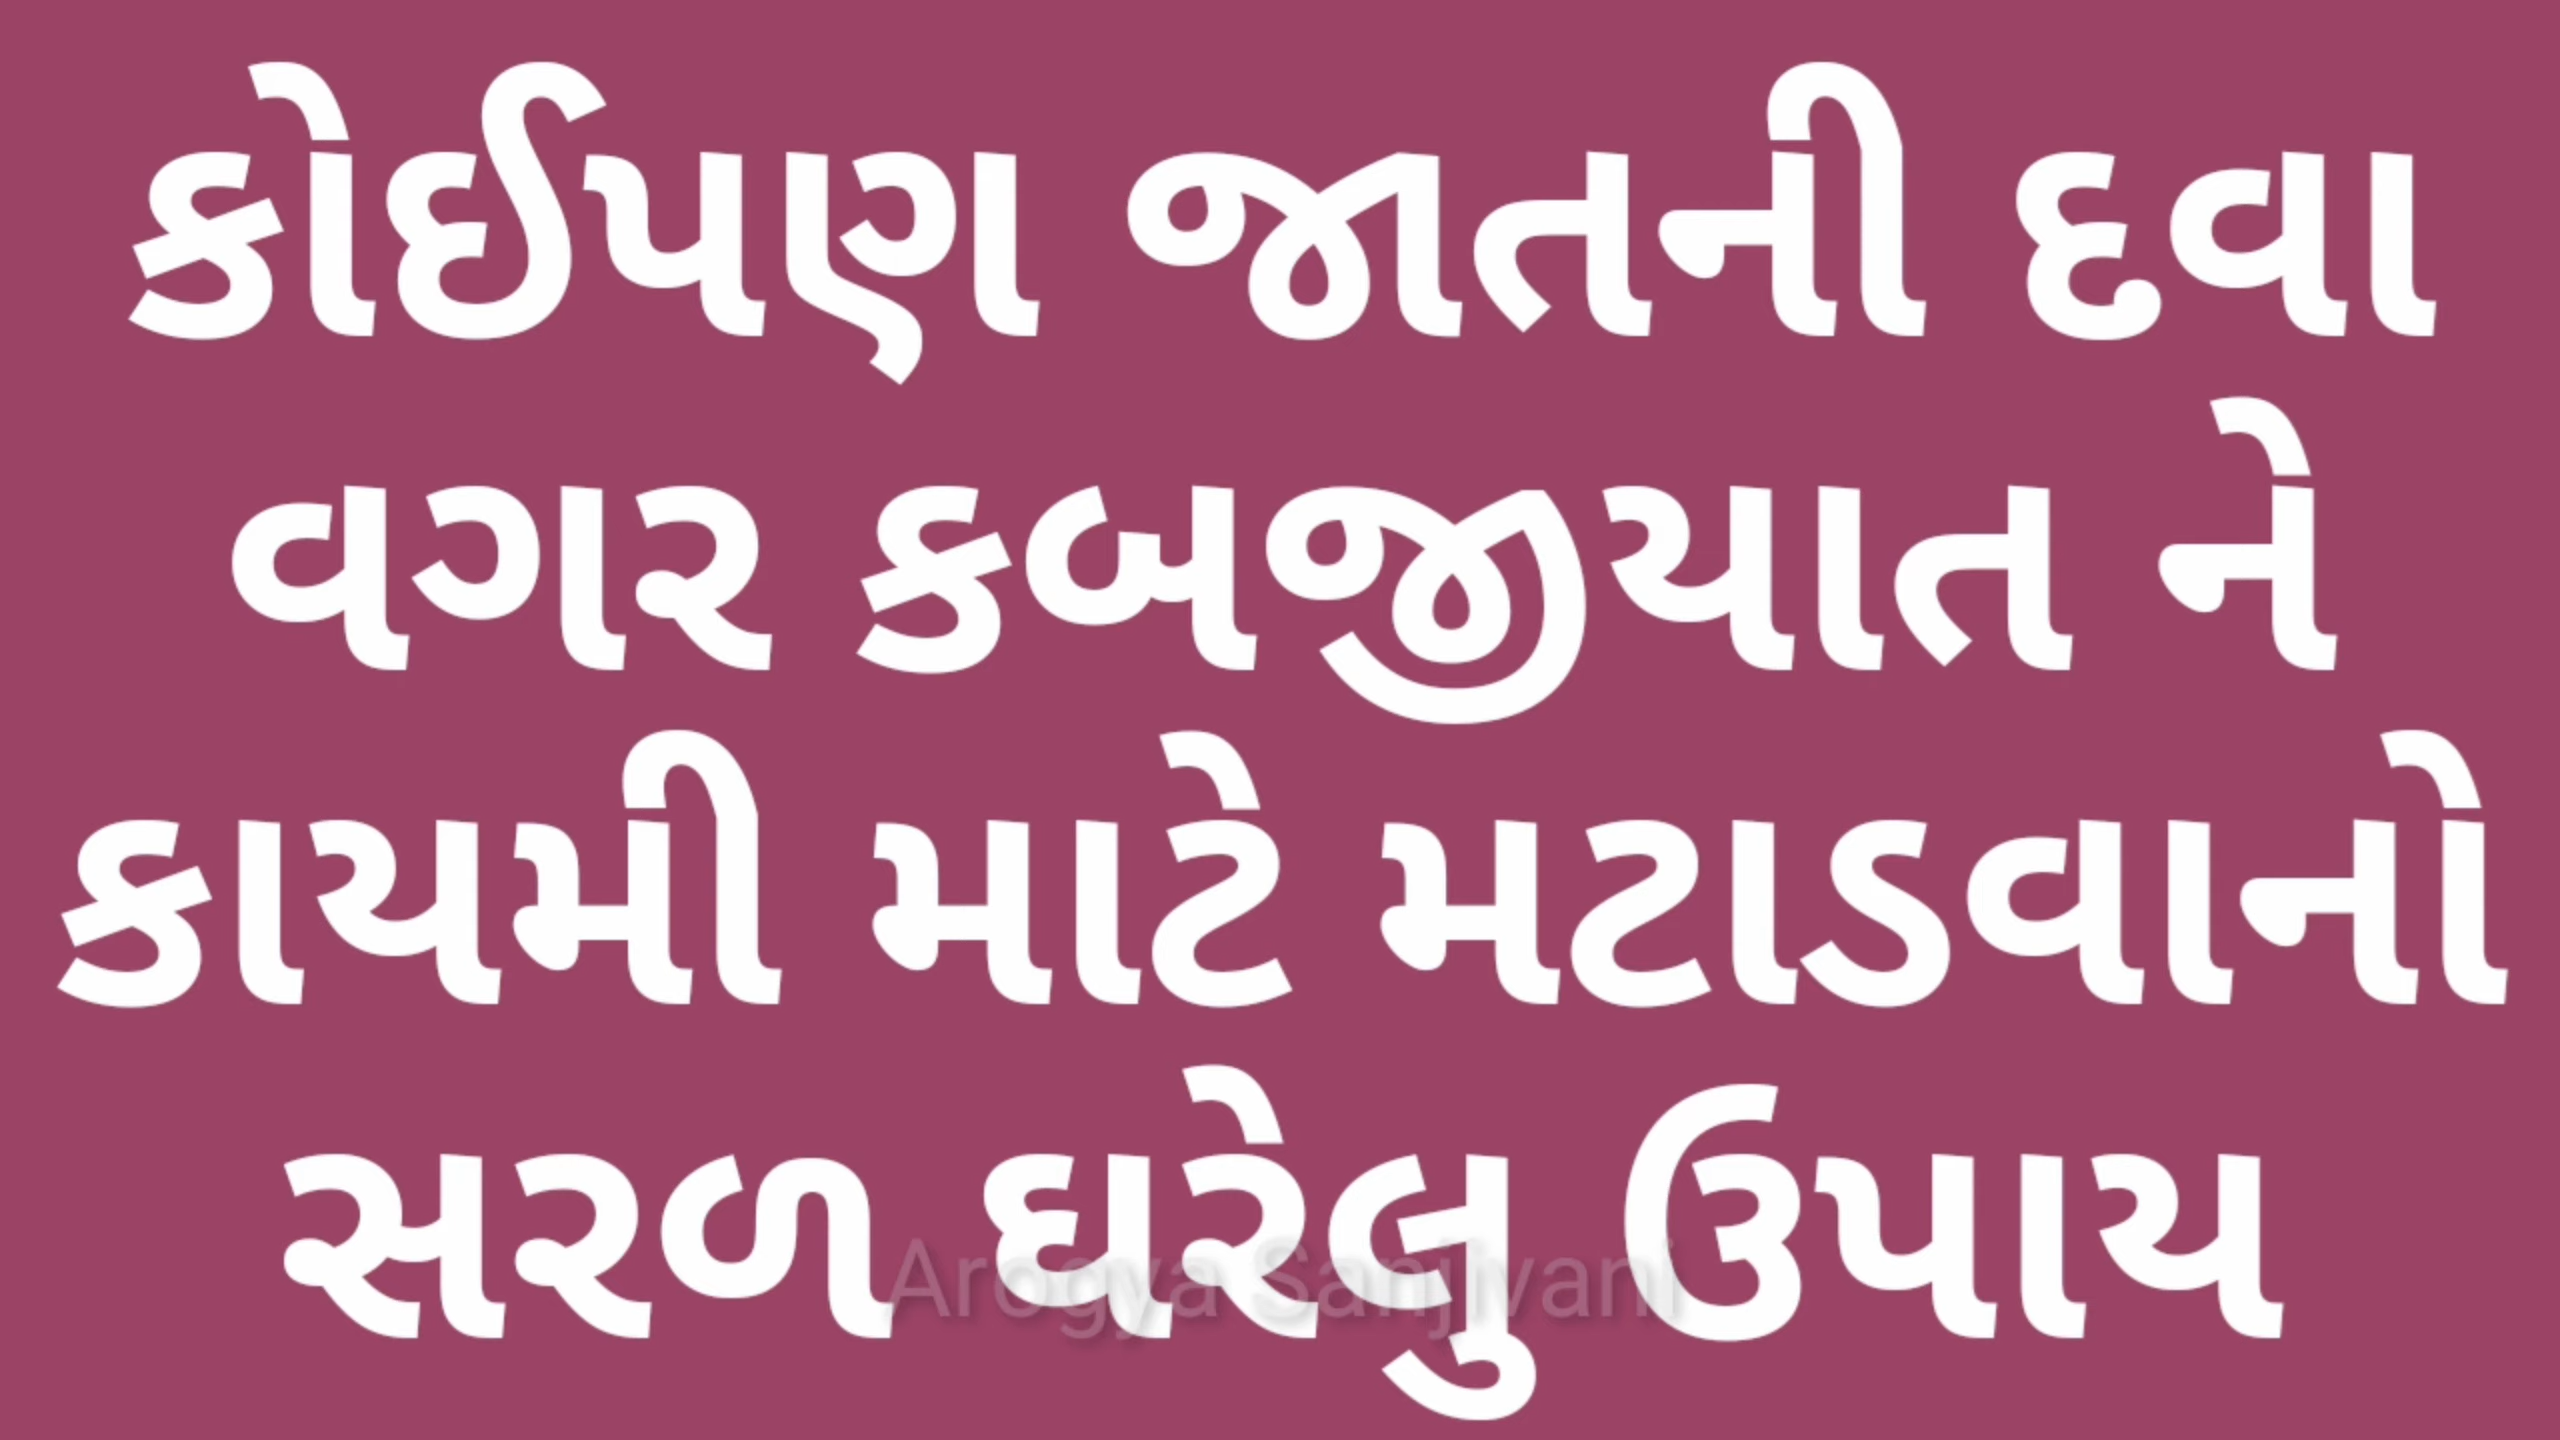 કોઈપણ જાતની દવા
વગર કબજીયાત ને
કાયમી માટે મટાડવાનો
સરળ ઘરેલુ ઉપાય
Arogya Sanjivani